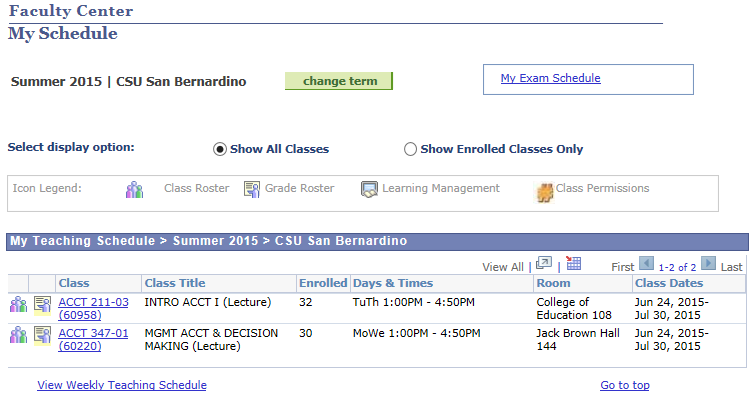 Faculty Center
My Schedule
Summer 2015 | CSU San Bernardino
change term
My Exam Schedule
Select display option:
Show All Classes
Show Enrolled Classes Only
Icon Legend:
Class Roster
Grade Roster
Learning Management
Class Permissions
My Teaching Schedule > Summer 2015 > CSU San Bernardino
View All | | First 1-2 of 2 Last
Class Class Title Enrolled Days & Times Room Class Dates
ACCT 211-03 INTRO ACCT I (Lecture) 32 TuTh 1:00PM - 4:50PM College of Jun 24, 2015-
(60958) Education 108 Jul 30, 2015
ACCT 347-01 MGMT ACCT & DECISION 30 MoWe 1:00PM - 4:50PM Jack Brown Hall Jun 24, 2015-
(60220) MAKING (Lecture) 144 Jul 30, 2015
View Weekly Teaching Schedule
Go to top